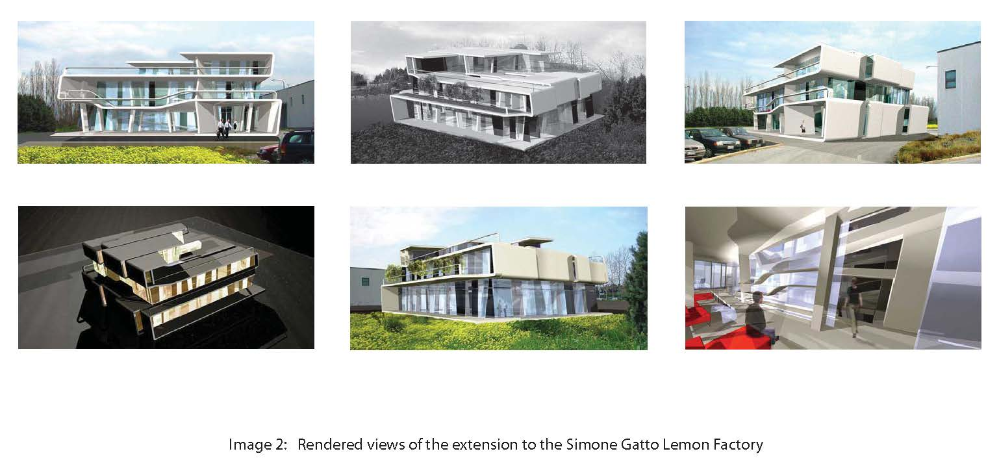 Image 2: Rendered views of the extension to the Simone Gatto Lemon Factory